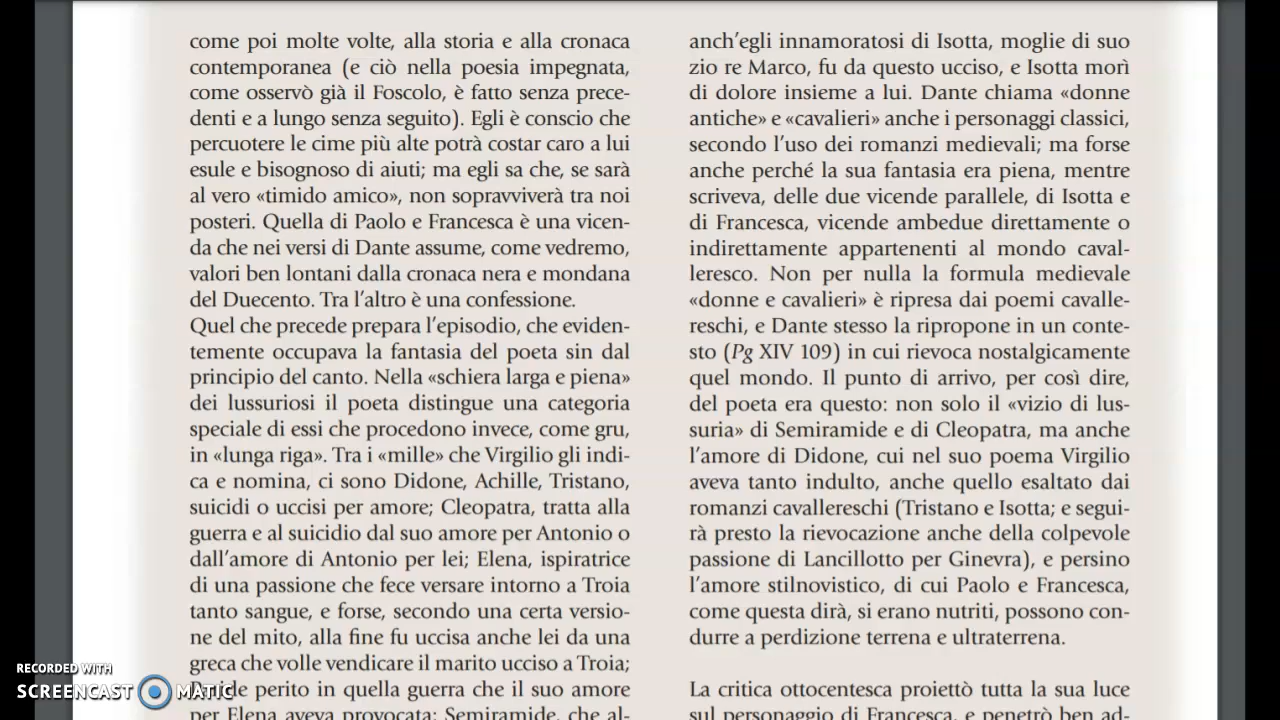 come poi molte volte, alla storia e alla cronaca
contemporanea (e ciò nella poesia impegnata,
come osservò già il Foscolo, è fatto senza prece-
denti e a lungo senza seguito). Egli è conscio che
percuotere le cime più alte potrà costar caro a lui
esule e bisognoso di aiuti; ma egli sa che, se sarà
al vero «timido amico», non sopravviverà tra noi
posteri. Quella di Paolo e Francesca è una vicen-
da che nei versi di Dante assume, come vedremo,
valori ben lontani dalla cronaca nera e mondana
del Duecento. Tra l'altro è una confessione.
Quel che precede prepara l'episodio, che eviden-
temente occupava la fantasia del poeta sin dal
principio del canto. Nella «schiera larga e piena»
dei lussuriosi il poeta distingue una categoria
speciale di essi che procedono invece, come gru,
in «lunga riga». Tra i «mille» che Virgilio gli indi-
ca e nomina, ci sono Didone, Achille, Tristano,
suicidi o uccisi per amore; Cleopatra, tratta alla
guerra e al suicidio dal suo amore per Antonio o
dall'amore di Antonio per lei; Elena, ispiratrice
di una passione che fece versare intorno a Troia
tanto sangue, e forse, secondo una certa versio-
ne del mito, alla fine fu uccisa anche lei da una
greca che volle vendicare il marito ucciso a Troia;
perito in quella guerra che il suo amore
per Elena aveva provocata; Semiramide, che al-
anch'egli innamoratosi di Isotta, moglie di suo
zio re Marco, fu da questo ucciso, e Isotta morì
di dolore insieme a lui. Dante chiama «donne
antiche» e «cavalieri» anche i personaggi classici,
secondo l'uso dei romanzi medievali; ma forse
anche perché la sua fantasia era piena, mentre
scriveva, delle due vicende parallele, di Isotta e
di Francesca, vicende ambedue direttamente o
indirettamente appartenenti al mondo caval-
leresco. Non per nulla la formula medievale
«donne e cavalieri» è ripresa dai poemi cavalle-
reschi, e Dante stesso la ripropone in un conte-
sto (Pg XIV 109) in cui rievoca nostalgicamente
quel mondo. Il punto di arrivo, per così dire,
del poeta era questo: non solo il «vizio di lus-
suria» di Semiramide e di Cleopatra, ma anche
l'amore di Didone, cui nel suo poema Virgilio
aveva tanto indulto, anche quello esaltato dai
romanzi cavallereschi (Tristano e Isotta; e segui-
rà presto la rievocazione anche della colpevole
passione di Lancillotto per Ginevra), e persino
l'amore stilnovistico, di cui Paolo e Francesca,
come questa dirà, si erano nutriti, possono con-
durre a perdizione terrena e ultraterrena.
La critica ottocentesca proiettò tutta la sua luce
sul personaggio di Francesca, e penetrò ben ad-
RECORDED WITH
SCREENCAST MATIC